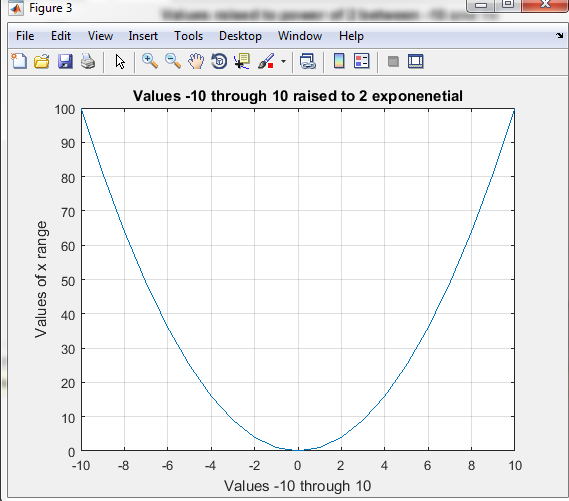 Figure 3
Values raised to power of 2 between -10 and 10
File Edit View Insert Tools Desktop Window Help
Values -10 through 10 raised to 2 exponenetial
100
90
80
70
60
50
40
30
20
10
0
Values of x range
-10 -8 -6 -4 -2 0 2 4 6 8 10
Values -10 through 10